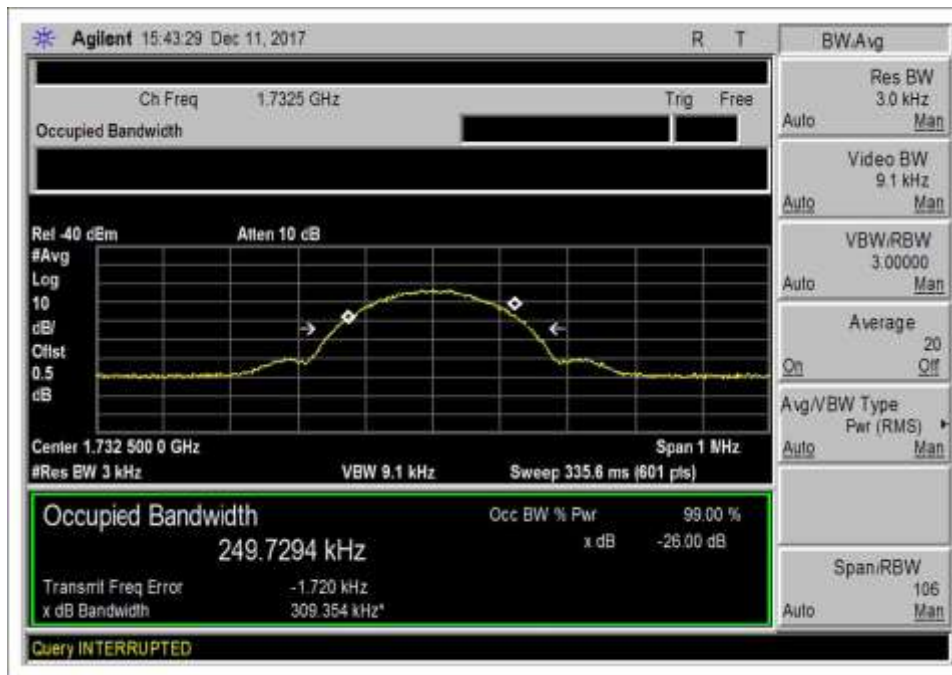 Agilent 15:43:29 Dec 11, 2017 R T
BW/Avg
Ch Freq 1.7325 GHz Trig Free
Occupied Bandwidth
Ref -40 dBm Atten 10 dB
#Avg
Log
10
dB/
Offst
0.5
dB
Center 1.732 500 0 GHz Span 1 MHz
#Res BW 3 kHz VBW 9.1 kHz Sweep 335.6 ms (601 pts)
Occupied Bandwidth Occ BW % Pwr 99.00 %
249.7294 kHz x dB -26.00 dB
Transmit Freq Error -1.720 kHz
x dB Bandwidth 309.354 kHz*
Query INTERRUPTED
Res BW
3.0 kHz
Auto Man
Video BW
9.1 kHz
Auto Man
VBW/RBW
3.00000
Auto Man
Average
20
On Off
Avg/VBW Type
Pwr (RMS)
Auto Man
Span/RBW
106
Auto Man